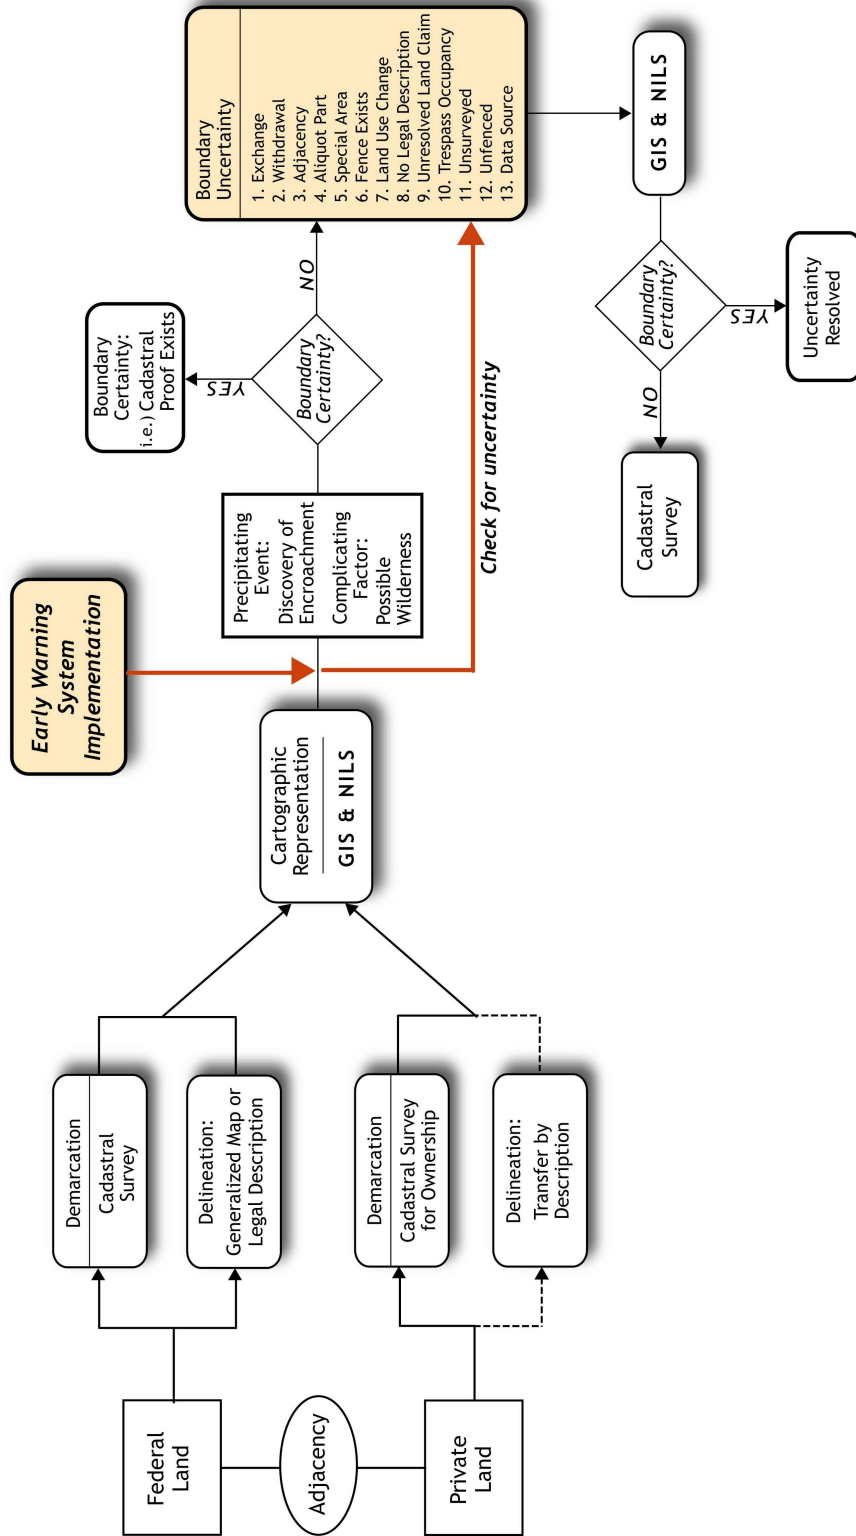 Federal
Land
Adjacency
Private
Land
Demarcation
Cadastral
Survey
Delineation:
Generalized Map or
Legal Description
Demarcation
Cadastral Survey
for Ownership
Delineation:
Transfer by
Description
Cartographic
Representation
GIS & NILS
Early Warning
System
Implementation
Precipitating
Event:
Discovery of
Encroachment
Complicating
Factor:
Possible
Wilderness
Check for uncertainty
Boundary
Certainty?
YES
Boundary
Certainty:
i.e.) Cadastral
Proof Exists
NO
Boundary
Uncertainty
1. Exchange
2. Withdrawal
3. Adjacency
4. Aliquot Part
5. Special Area
6. Fence Exists
7. Land Use Change
8. No Legal Description
9. Unresolved Land Claim
10. Trespass Occupancy
11. Unsurveyed
12. Unfenced
13. Data Source
GIS & NILS
Boundary
Certainty?
NO
Cadastral
Survey
YES
Uncertainty
Resolved